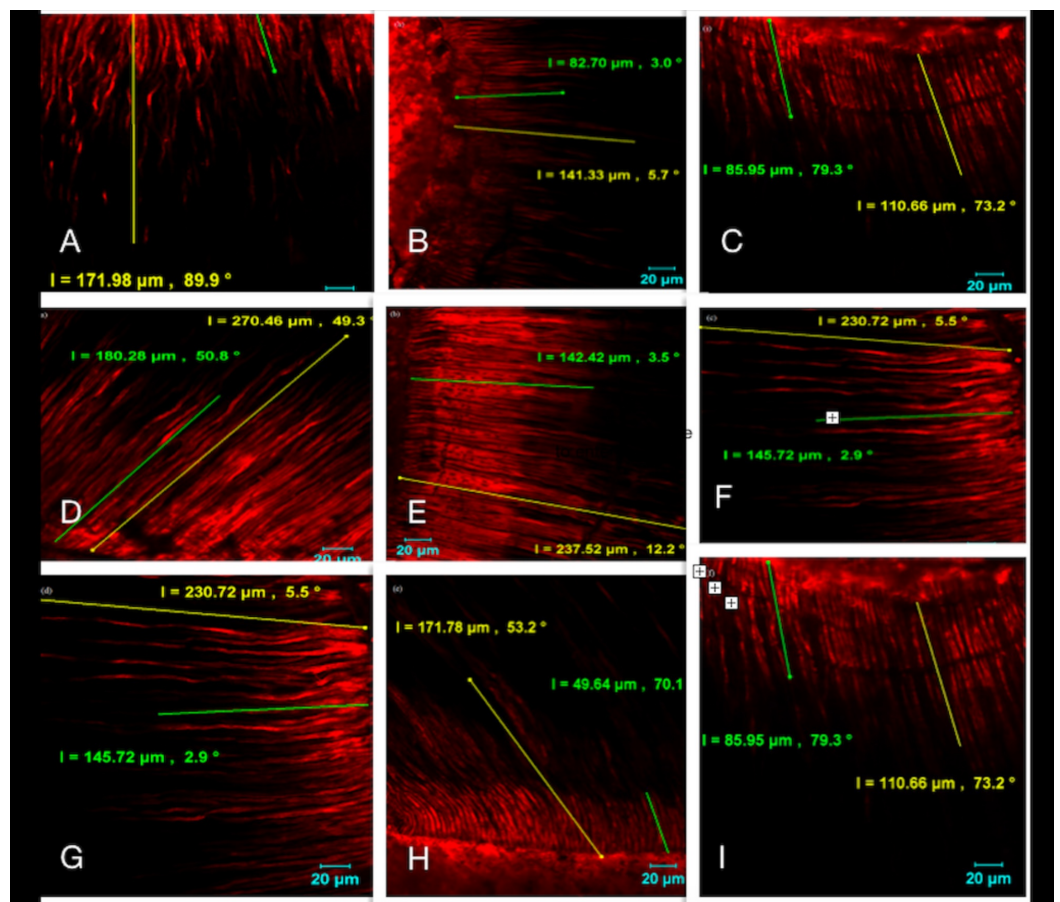 (b)
l = 82.70 µm , 3.0 °
l = 141.33 µm , 5.7 °
B
20 µm
A
l = 171.98 µm , 89.9 °
l = 85.95 µm , 79.3 °
l = 110.66 µm , 73.2 °
C
20 µm
l = 270.46 µm , 49.3 °
l = 180.28 µm , 50.8 °
D
20 µm
(b)
l = 142.42 µm , 3.5 °
E
20 µm
l = 237.52 µm , 12.2 °
e
(c)
l = 230.72 µm , 5.5 °
l = 145.72 µm , 2.9 °
F
(d)
l = 230.72 µm , 5.5 °
l = 145.72 µm , 2.9 °
G
20 µm
l = 171.78 µm , 53.2 °
l = 49.64 µm , 70.1
H
20 µm
l = 85.95 µm , 79.3 °
l = 110.66 µm , 73.2 °
I
20 µm